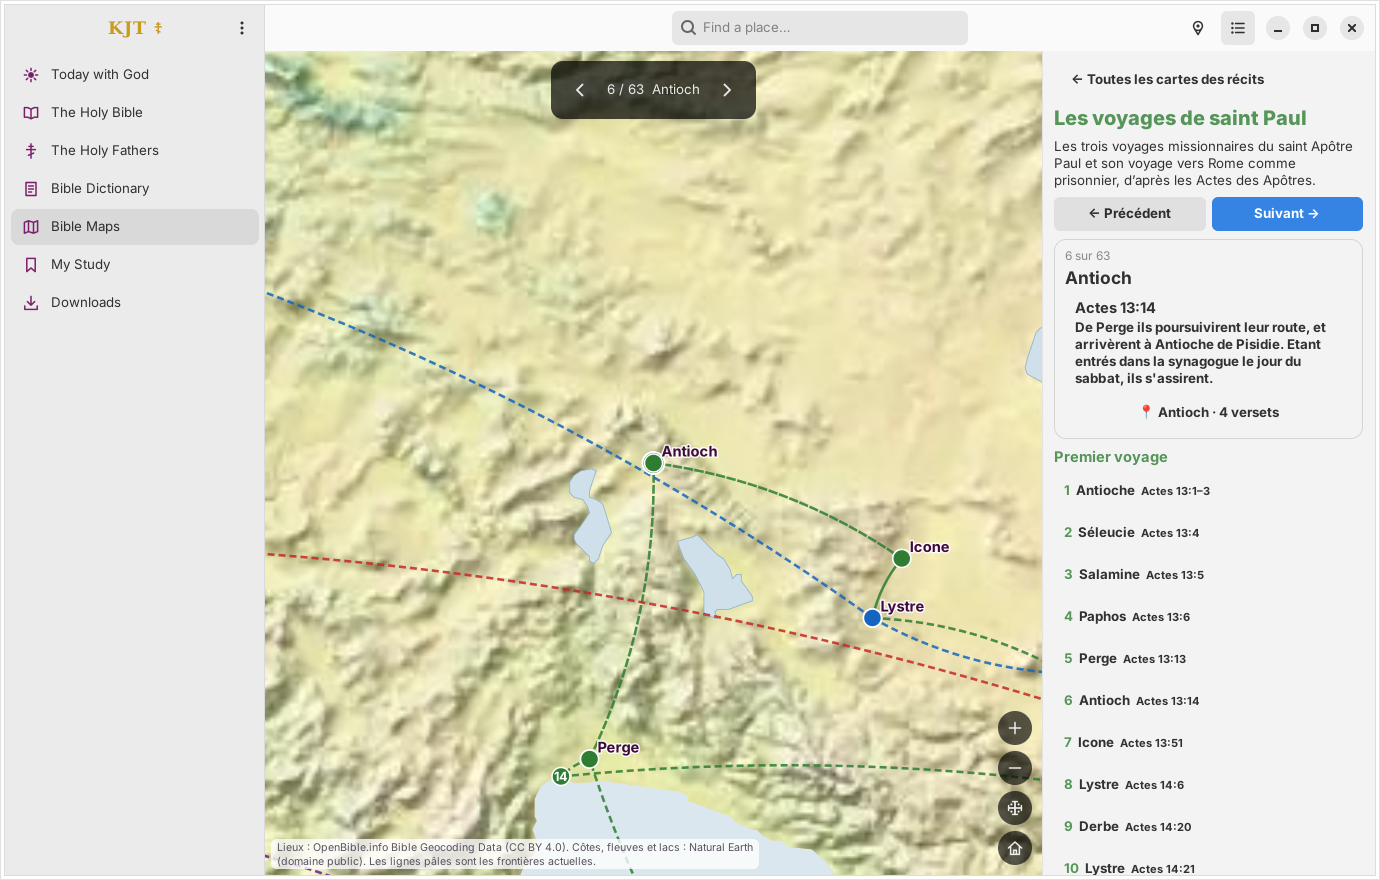 KJT
Find a place...
Today with God
The Holy Bible
The Holy Fathers
Bible Dictionary
Bible Maps
My Study
Downloads
6 / 63 Antioch
Antioch
Icone
Lystre
Perge
14
Lieux : OpenBible.info Bible Geocoding Data (CC BY 4.0). Côtes, fleuves et lacs : Natural Earth
(domaine public). Les lignes pâles sont les frontières actuelles.
← Toutes les cartes des récits
Les voyages de saint Paul
Les trois voyages missionnaires du saint Apôtre
Paul et son voyage vers Rome comme
prisonnier, d’après les Actes des Apôtres.
← Précédent
Suivant →
6 sur 63
Antioch
Actes 13:14
De Perge ils poursuivirent leur route, et
arrivèrent à Antioche de Pisidie. Etant
entrés dans la synagogue le jour du
sabbat, ils s'assirent.
📍 Antioch · 4 versets
Premier voyage
1 Antioche Actes 13:1–3
2 Séleucie Actes 13:4
3 Salamine Actes 13:5
4 Paphos Actes 13:6
5 Perge Actes 13:13
6 Antioch Actes 13:14
7 Icone Actes 13:51
8 Lystre Actes 14:6
9 Derbe Actes 14:20
10 Lystre Actes 14:21